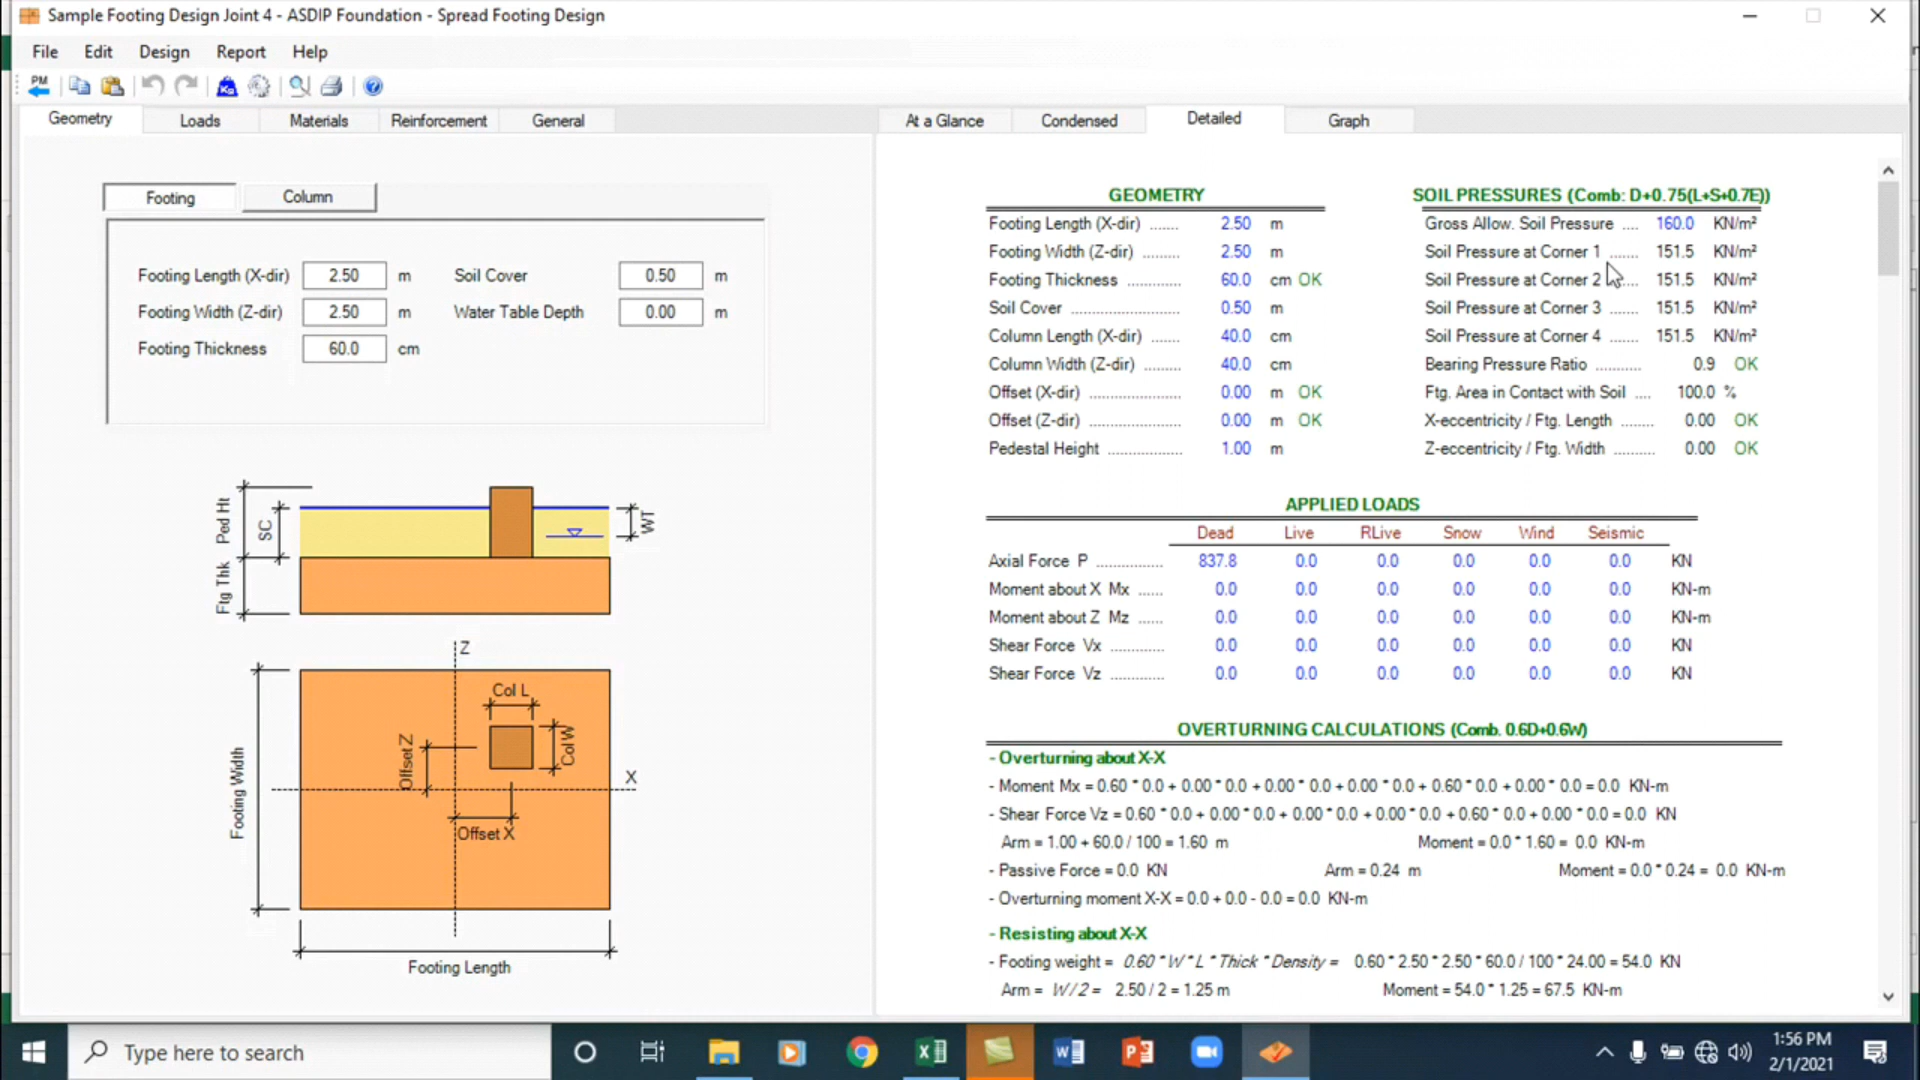 Sample Footing Design Joint 4 - ASDIP Foundation - Spread Footing Design
File Edit Design Report Help
PM Kg
Geometry Loads Materials Reinforcement General
At a Glance Condensed Detailed Graph
Footing Column
Footing Length (X-dir) 2.50 m Soil Cover 0.50 m
Footing Width (Z-dir) 2.50 m Water Table Depth 0.00 m
Footing Thickness 60.0 cm
Ped Ht
SC
WT
Ftg Thk
Z
Col L
Col W
Offset Z
X
Offset X
Footing Width
Footing Length
GEOMETRY
Footing Length (X-dir) ....... 2.50 m
Footing Width (Z-dir) ......... 2.50 m
Footing Thickness ............. 60.0 cm OK
Soil Cover .......................... 0.50 m
Column Length (X-dir) ....... 40.0 cm
Column Width (Z-dir) ......... 40.0 cm
Offset (X-dir) ...................... 0.00 m OK
Offset (Z-dir) ...................... 0.00 m OK
Pedestal Height .................. 1.00 m
SOIL PRESSURES (Comb: D+0.75(L+S+0.7E))
Gross Allow. Soil Pressure .... 160.0 KN/m²
Soil Pressure at Corner 1 ....... 151.5 KN/m²
Soil Pressure at Corner 2 ....... 151.5 KN/m²
Soil Pressure at Corner 3 ....... 151.5 KN/m²
Soil Pressure at Corner 4 ....... 151.5 KN/m²
Bearing Pressure Ratio ........... 0.9 OK
Ftg. Area in Contact with Soil .... 100.0 %
X-eccentricity / Ftg. Length ........ 0.00 OK
Z-eccentricity / Ftg. Width .......... 0.00 OK
APPLIED LOADS
Dead Live RLive Snow Wind Seismic
Axial Force P ................ 837.8 0.0 0.0 0.0 0.0 0.0 KN
Moment about X Mx ...... 0.0 0.0 0.0 0.0 0.0 0.0 KN-m
Moment about Z Mz ...... 0.0 0.0 0.0 0.0 0.0 0.0 KN-m
Shear Force Vx ............. 0.0 0.0 0.0 0.0 0.0 0.0 KN
Shear Force Vz ............. 0.0 0.0 0.0 0.0 0.0 0.0 KN
OVERTURNING CALCULATIONS (Comb. 0.6D+0.6W)
- Overturning about X-X
- Moment Mx = 0.60 * 0.0 + 0.00 * 0.0 + 0.00 * 0.0 + 0.00 * 0.0 + 0.60 * 0.0 + 0.00 * 0.0 = 0.0 KN-m
- Shear Force Vz = 0.60 * 0.0 + 0.00 * 0.0 + 0.00 * 0.0 + 0.00 * 0.0 + 0.60 * 0.0 + 0.00 * 0.0 = 0.0 KN
Arm = 1.00 + 60.0 / 100 = 1.60 m Moment = 0.0 * 1.60 = 0.0 KN-m
- Passive Force = 0.0 KN Arm = 0.24 m Moment = 0.0 * 0.24 = 0.0 KN-m
- Overturning moment X-X = 0.0 + 0.0 - 0.0 = 0.0 KN-m
- Resisting about X-X
- Footing weight = 0.60 * W * L * Thick * Density = 0.60 * 2.50 * 2.50 * 60.0 / 100 * 24.00 = 54.0 KN
Arm = W / 2 = 2.50 / 2 = 1.25 m Moment = 54.0 * 1.25 = 67.5 KN-m
Type here to search
1:56 PM
2/1/2021